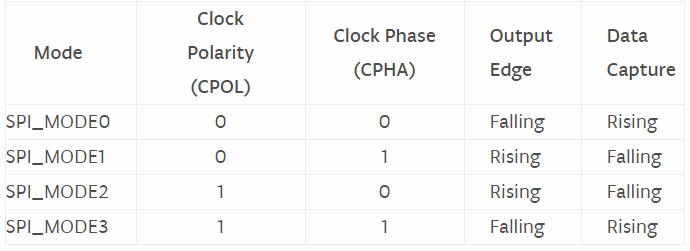 Mode Clock Polarity (CPOL) Clock Phase (CPHA) Output Edge Data Capture
SPI_MODE0 0 0 Falling Rising
SPI_MODE1 0 1 Rising Falling
SPI_MODE2 1 0 Rising Falling
SPI_MODE3 1 1 Falling Rising